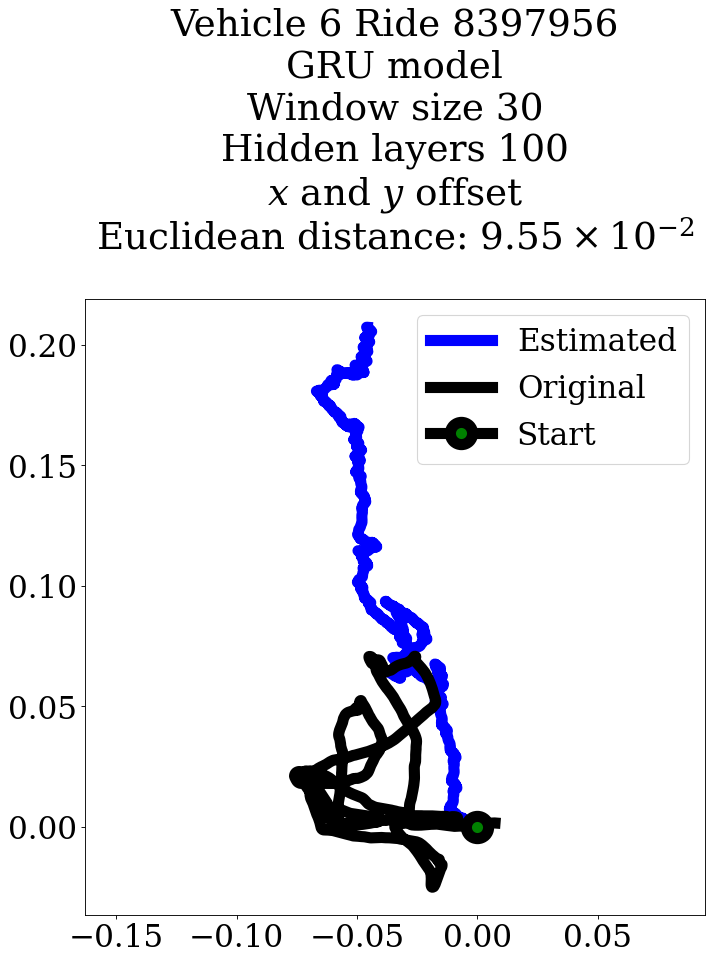 Vehicle 6 Ride 8397956
GRU model
Window size 30
Hidden layers 100
x and y offset
Euclidean distance: 9.55 × 10⁻²
Estimated
Original
Start
0.20
0.15
0.10
0.05
0.00
−0.15 −0.10 −0.05 0.00 0.05